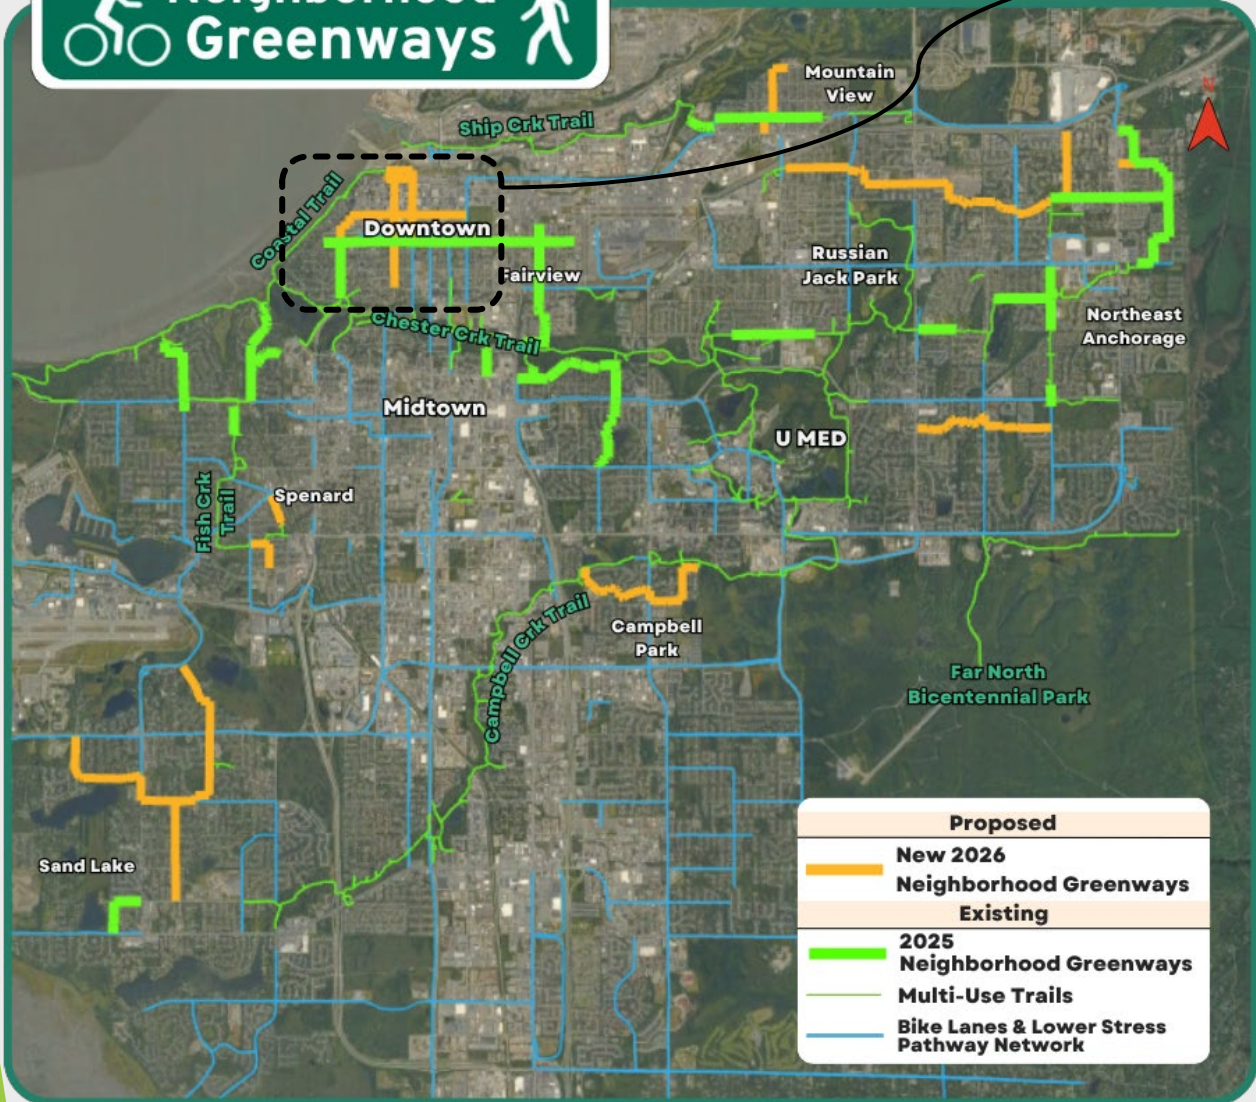 Neighborhood
Greenways
Mountain
View
Ship Crk Trail
Coastal Trail
Downtown
Fairview
Russian
Jack Park
Northeast
Anchorage
Chester Crk Trail
Midtown
U MED
Fish Crk
Trail
Spenard
Campbell Crk Trail
Campbell
Park
Far North
Bicentennial Park
Sand Lake
Proposed
New 2026
Neighborhood Greenways
Existing
2025
Neighborhood Greenways
Multi-Use Trails
Bike Lanes & Lower Stress
Pathway Network